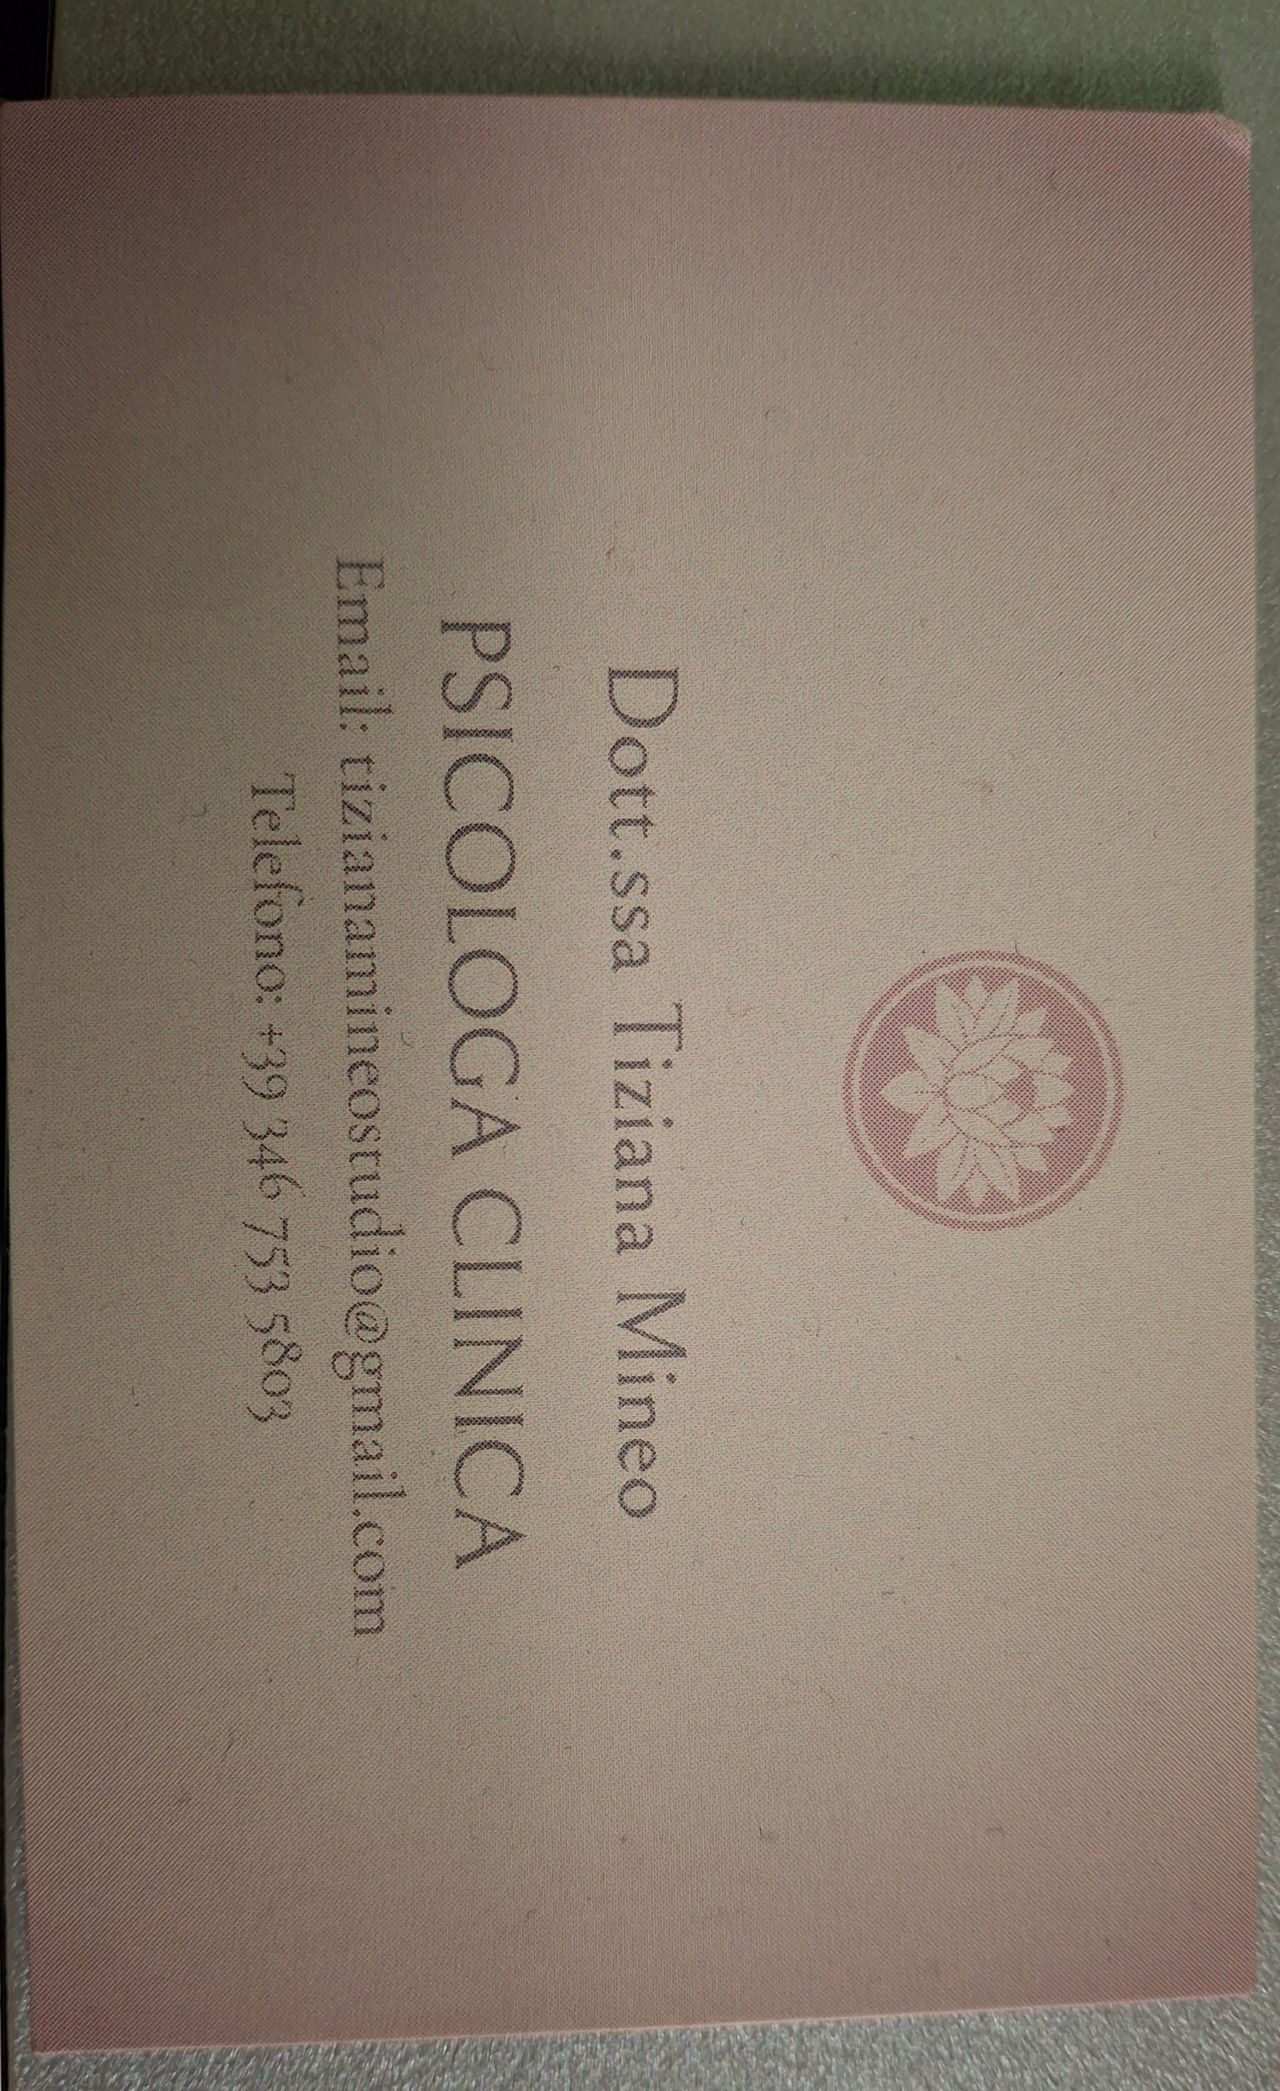 Dott.ssa Tiziana Mineo
PSICOLOGA CLINICA
Email: tizianamineostudio@gmail.com
Telefono: +39 346 753 5803